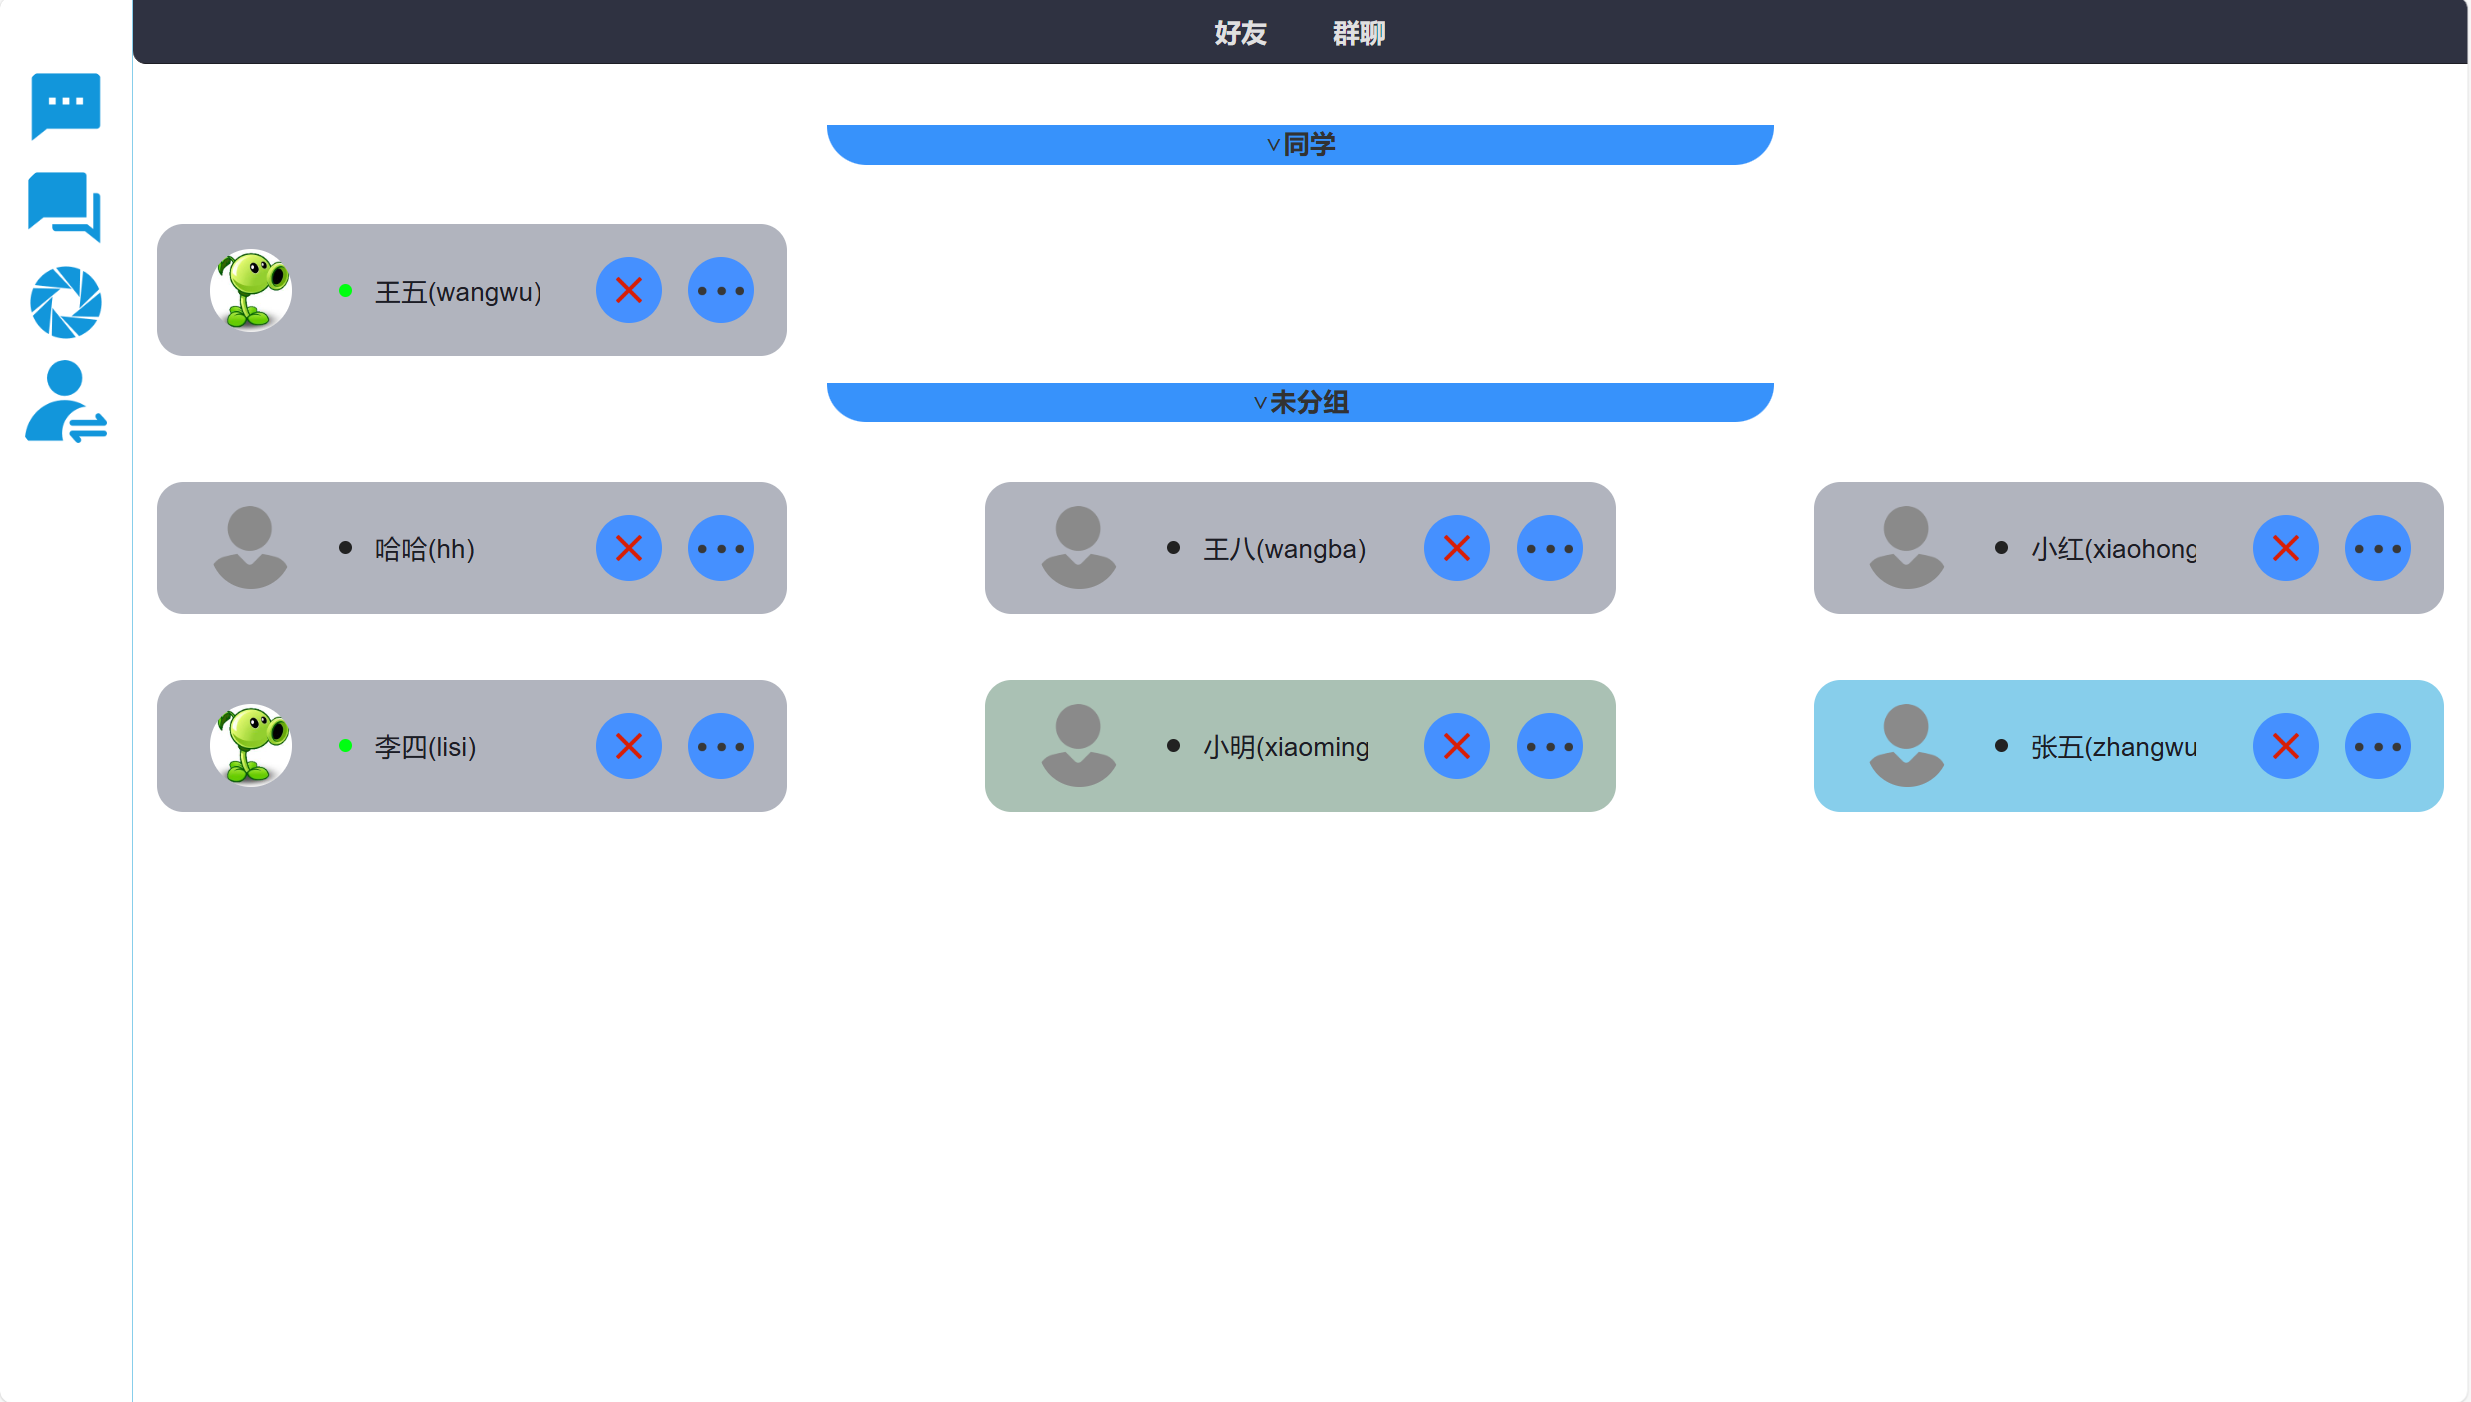 好友 群聊
同学
王五(wangwu)
未分组
哈哈(hh) 王八(wangba) 小红(xiaohong
李四(lisi) 小明(xiaoming 张五(zhangwu